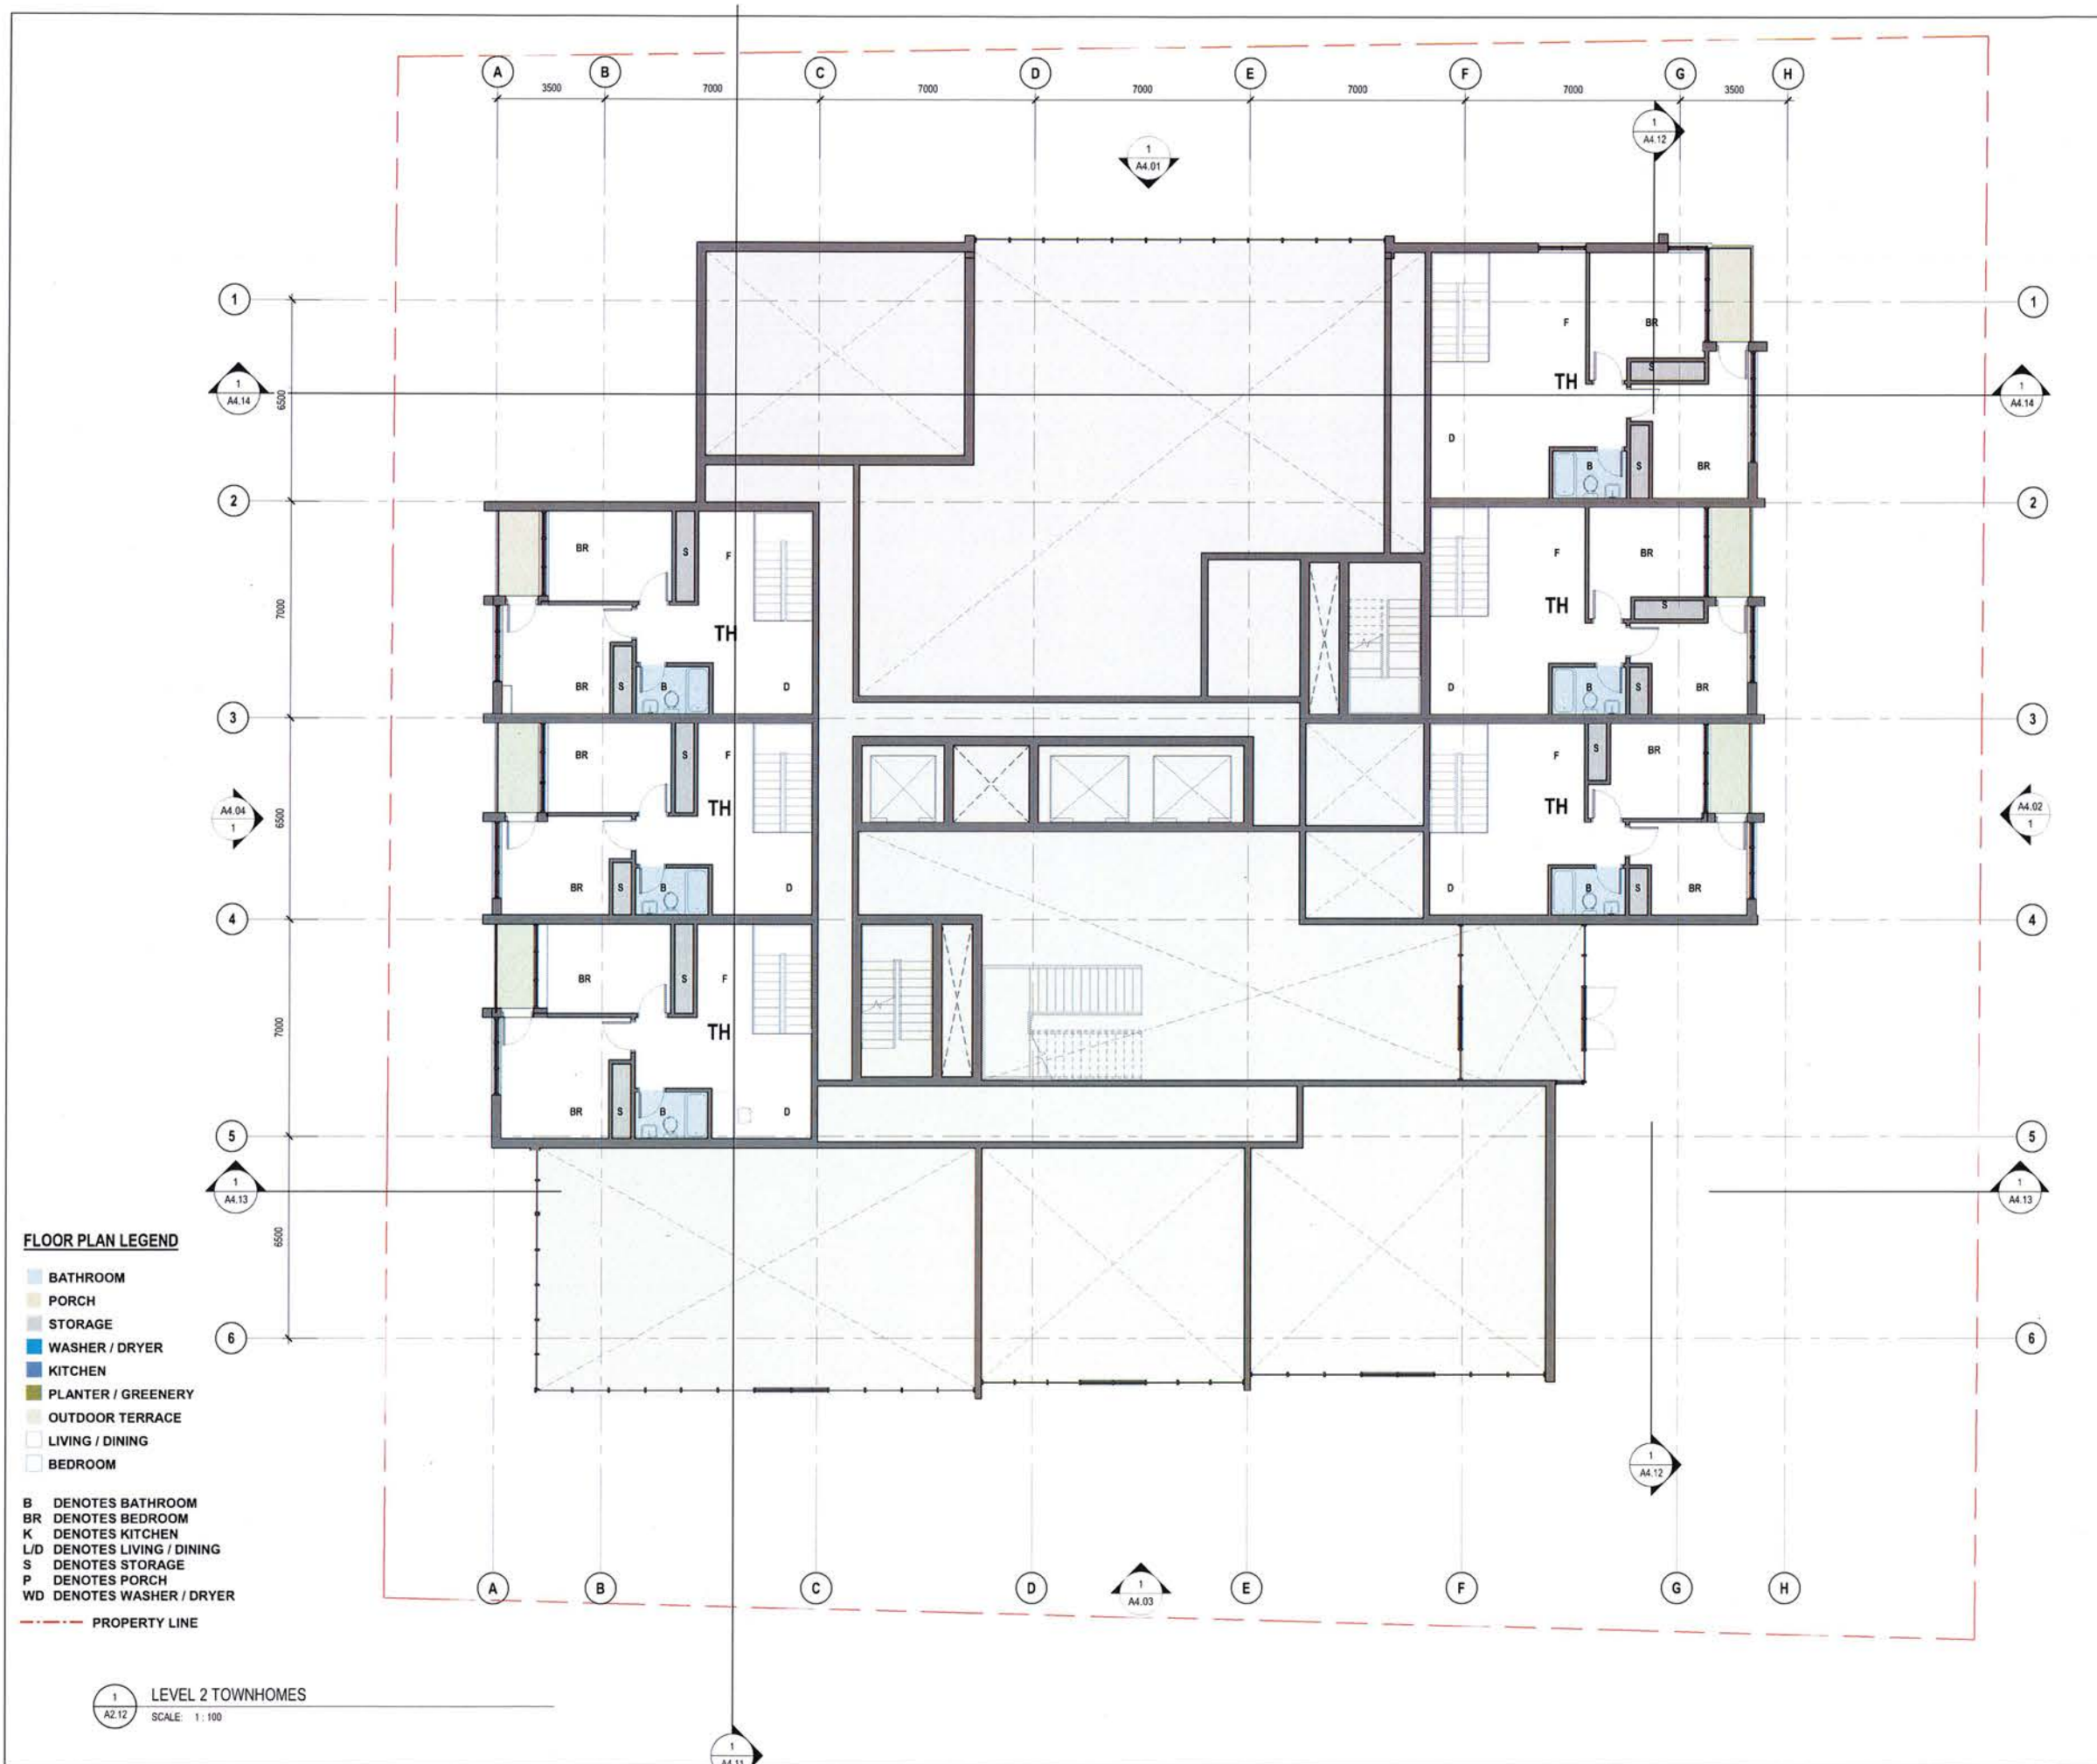 A B C D E F G H
3500 7000 7000 7000 7000 7000 3500
1
A4.12
1
A4.01
1 1
BR
F
S
1
A4.14
6500
TH
1
A4.14
D
B S BR
2 2
BR S F
F BR
7000
TH
TH
S
BR S B D
D B S BR
3 3
BR S F
F S BR
A4.04
1
6500
TH
TH
A4.02
1
BR S B D
D B S BR
4 4
BR S F
7000
TH
BR S B D
5 5
1
A4.13
1
A4.13
6500
FLOOR PLAN LEGEND
BATHROOM
PORCH
STORAGE
6 6
WASHER / DRYER
KITCHEN
PLANTER / GREENERY
OUTDOOR TERRACE
LIVING / DINING
BEDROOM
1
A4.12
B DENOTES BATHROOM
BR DENOTES BEDROOM
K DENOTES KITCHEN
L/D DENOTES LIVING / DINING
S DENOTES STORAGE
P DENOTES PORCH
WD DENOTES WASHER / DRYER
A B C D E F G H
1
A4.03
PROPERTY LINE
1
A2.12
LEVEL 2 TOWNHOMES
SCALE: 1 : 100
1
A4.11